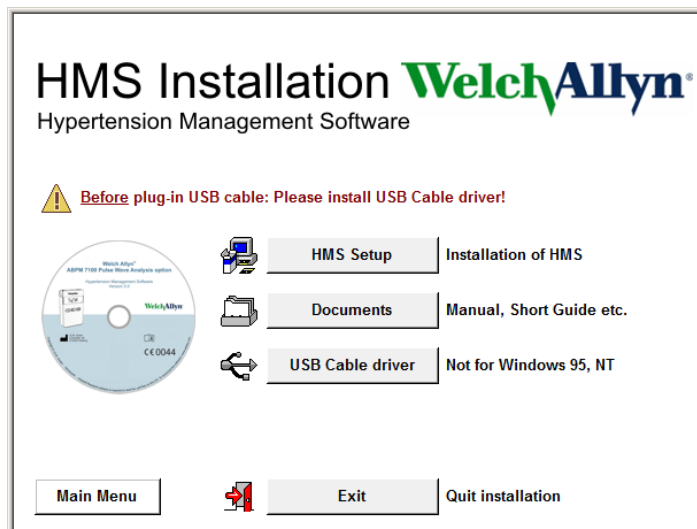 HMS Installation WelchAllyn®
Hypertension Management Software
Before plug-in USB cable: Please install USB Cable driver!
Welch Allyn®
ABPM 7100 Pulse Wave Analysis option
Hypertension Management Software
WelchAllyn
CE0044
HMS Setup Installation of HMS
Documents Manual, Short Guide etc.
USB Cable driver Not for Windows 95, NT
Main Menu Exit Quit installation